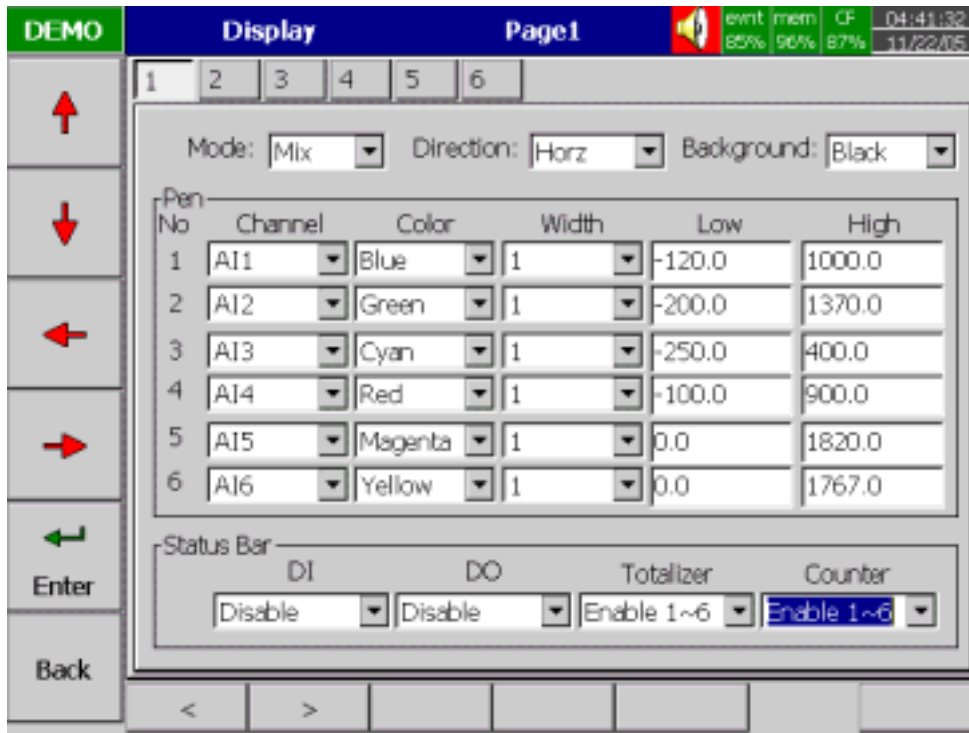 DEMO Display Page1 evnt mem CF 04:41:32
85% 96% 87% 11/22/05
1 2 3 4 5 6
Mode: Mix Direction: Horz Background: Black
Pen
No Channel Color Width Low High
1 AI1 Blue 1 -120.0 1000.0
2 AI2 Green 1 -200.0 1370.0
3 AI3 Cyan 1 -250.0 400.0
4 AI4 Red 1 -100.0 900.0
5 AI5 Magenta 1 0.0 1820.0
6 AI6 Yellow 1 0.0 1767.0
Status Bar
DI DO Totalizer Counter
Disable Disable Enable 1~6 Enable 1~6
Enter
Back
< >